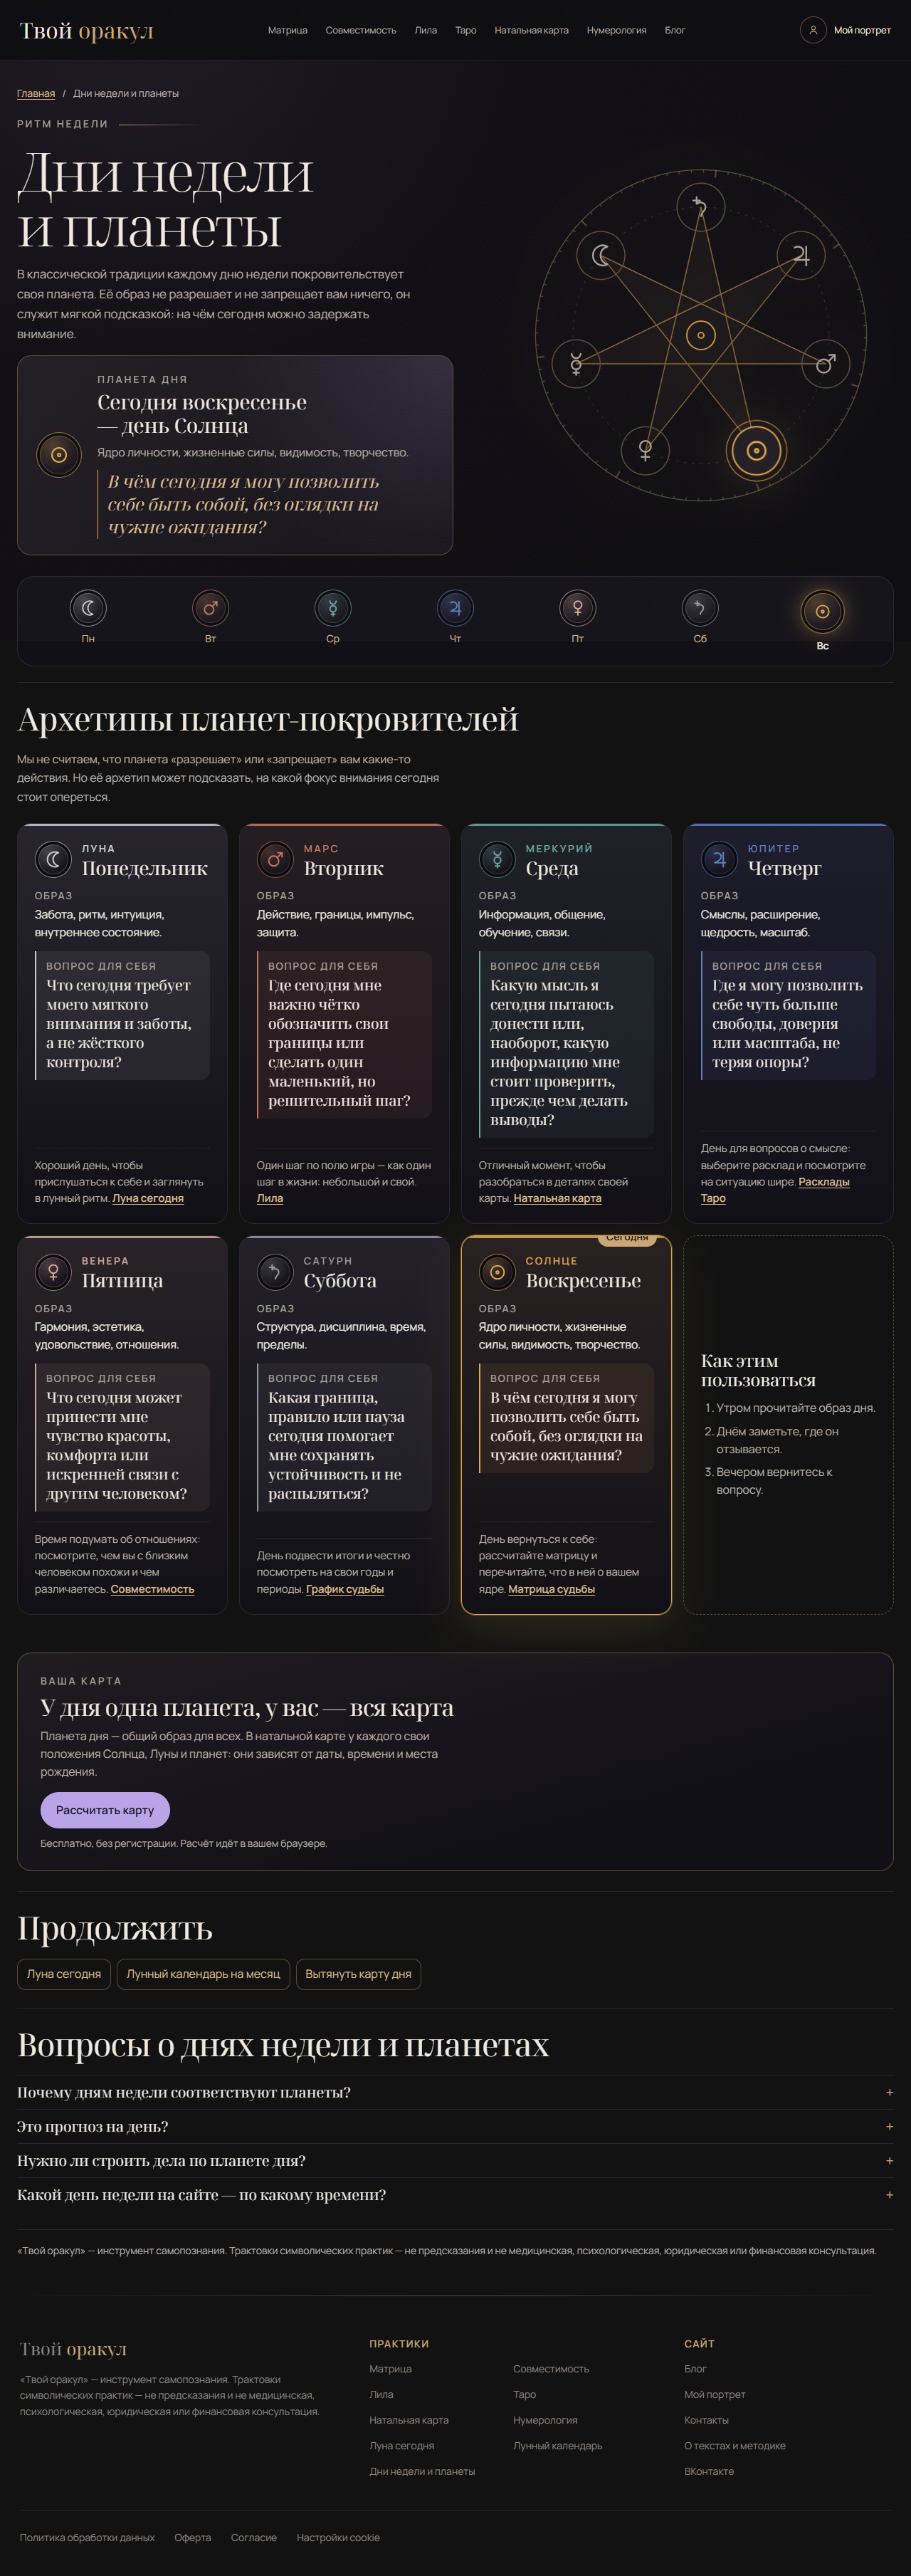 Твой оракул
Матрица
Совместимость
Лила
Таро
Натальная карта
Нумерология
Блог
Мой портрет
Главная / Дни недели и планеты
РИТМ НЕДЕЛИ
Дни недели
и планеты
В классической традиции каждому дню недели покровительствует
своя планета. Её образ не разрешает и не запрещает вам ничего, он
служит мягкой подсказкой: на чём сегодня можно задержать
внимание.
ПЛАНЕТА ДНЯ
Сегодня воскресенье
— день Солнца
Ядро личности, жизненные силы, видимость, творчество.
В чём сегодня я могу позволить
себе быть собой, без оглядки на
чужие ожидания?
Пн
Вт
Ср
Чт
Пт
Сб
Вс
Архетипы планет-покровителей
Мы не считаем, что планета «разрешает» или «запрещает» вам какие-то
действия. Но её архетип может подсказать, на какой фокус внимания сегодня
стоит опереться.
ЛУНА
Понедельник
ОБРАЗ
Забота, ритм, интуиция,
внутреннее состояние.
ВОПРОС ДЛЯ СЕБЯ
Что сегодня требует
моего мягкого
внимания и заботы,
а не жёсткого
контроля?
Хороший день, чтобы
прислушаться к себе и заглянуть
в лунный ритм. Луна сегодня
МАРС
Вторник
ОБРАЗ
Действие, границы, импульс,
защита.
ВОПРОС ДЛЯ СЕБЯ
Где сегодня мне
важно чётко
обозначить свои
границы или
сделать один
маленький, но
решительный шаг?
Один шаг по полю игры — как один
шаг в жизни: небольшой и свой.
Лила
МЕРКУРИЙ
Среда
ОБРАЗ
Информация, общение,
обучение, связи.
ВОПРОС ДЛЯ СЕБЯ
Какую мысль я
сегодня пытаюсь
донести или,
наоборот, какую
информацию мне
стоит проверить,
прежде чем делать
выводы?
Отличный момент, чтобы
разобраться в деталях своей
карты. Натальная карта
ЮПИТЕР
Четверг
ОБРАЗ
Смыслы, расширение,
щедрость, масштаб.
ВОПРОС ДЛЯ СЕБЯ
Где я могу позволить
себе чуть больше
свободы, доверия
или масштаба, не
теряя опоры?
День для вопросов о смысле:
выберите расклад и посмотрите
на ситуацию шире. Расклады
Таро
ВЕНЕРА
Пятница
ОБРАЗ
Гармония, эстетика,
удовольствие, отношения.
ВОПРОС ДЛЯ СЕБЯ
Что сегодня может
принести мне
чувство красоты,
комфорта или
искренней связи с
другим человеком?
Время подумать об отношениях:
посмотрите, чем вы с близким
человеком похожи и чем
различаетесь. Совместимость
САТУРН
Суббота
ОБРАЗ
Структура, дисциплина, время,
пределы.
ВОПРОС ДЛЯ СЕБЯ
Какая граница,
правило или пауза
сегодня помогает
мне сохранять
устойчивость и не
распыляться?
День подвести итоги и честно
посмотреть на свои годы и
периоды. График судьбы
Сегодня
СОЛНЦЕ
Воскресенье
ОБРАЗ
Ядро личности, жизненные
силы, видимость, творчество.
ВОПРОС ДЛЯ СЕБЯ
В чём сегодня я могу
позволить себе быть
собой, без оглядки на
чужие ожидания?
День вернуться к себе:
рассчитайте матрицу и
перечитайте, что в ней о вашем
ядре. Матрица судьбы
Как этим
пользоваться
1. Утром прочитайте образ дня.
2. Днём заметьте, где он
отзывается.
3. Вечером вернитесь к
вопросу.
ВАША КАРТА
У дня одна планета, у вас — вся карта
Планета дня — общий образ для всех. В натальной карте у каждого свои
положения Солнца, Луны и планет: они зависят от даты, времени и места
рождения.
Рассчитать карту
Бесплатно, без регистрации. Расчёт идёт в вашем браузере.
Продолжить
Луна сегодня
Лунный календарь на месяц
Вытянуть карту дня
Вопросы о днях недели и планетах
Почему дням недели соответствуют планеты? +
Это прогноз на день? +
Нужно ли строить дела по планете дня? +
Какой день недели на сайте — по какому времени? +
«Твой оракул» — инструмент самопознания. Трактовки символических практик — не предсказания и не медицинская, психологическая, юридическая или финансовая консультация.
Твой оракул
«Твой оракул» — инструмент самопознания. Трактовки
символических практик — не предсказания и не медицинская,
психологическая, юридическая или финансовая консультация.
ПРАКТИКИ
Матрица
Совместимость
Лила
Таро
Натальная карта
Нумерология
Луна сегодня
Лунный календарь
Дни недели и планеты
САЙТ
Блог
Мой портрет
Контакты
О текстах и методике
ВКонтакте
Политика обработки данных
Оферта
Согласие
Настройки cookie